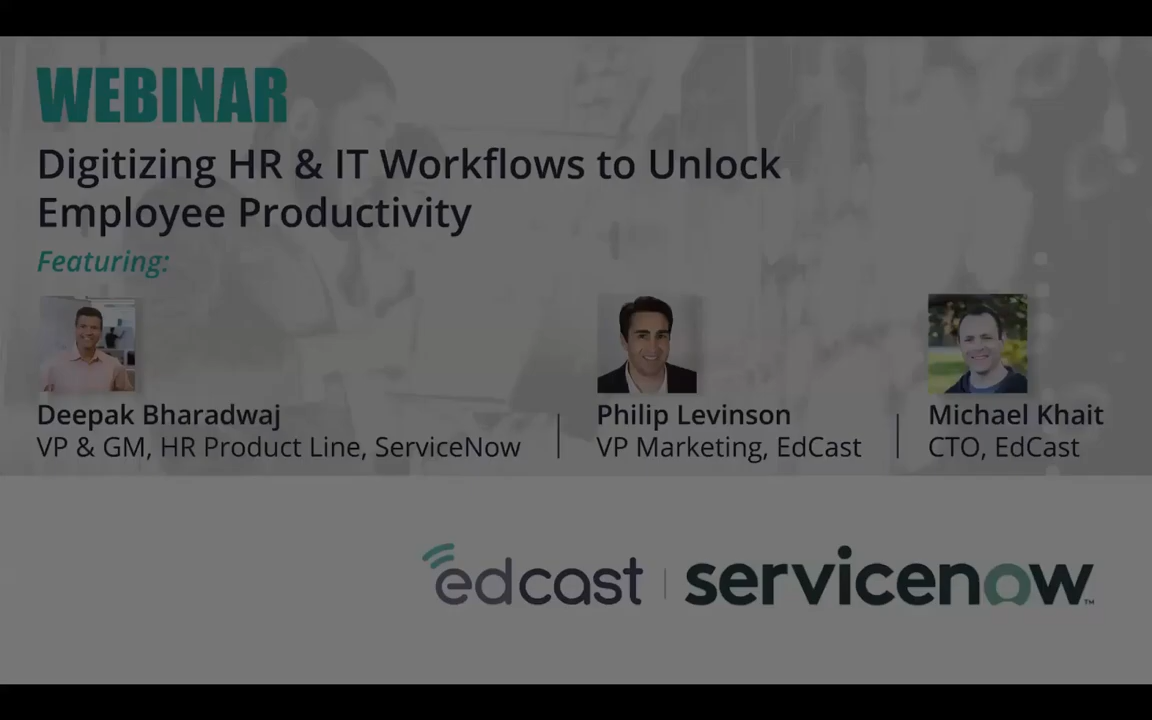 WEBINAR
Digitizing HR & IT Workflows to Unlock
Employee Productivity
Featuring:
Deepak Bharadwaj
VP & GM, HR Product Line, ServiceNow
Philip Levinson
VP Marketing, EdCast
Michael Khait
CTO, EdCast
edcast
servicenow™